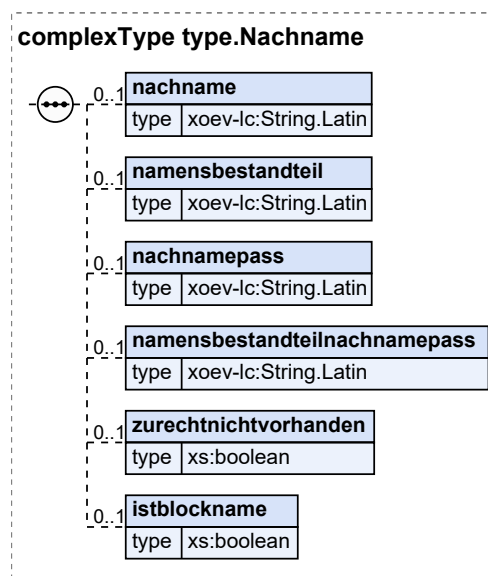 complexType type.Nachname
0..1 nachname
type xoev-lc:String.Latin
0..1 namensbestandteil
type xoev-lc:String.Latin
0..1 nachnamepass
type xoev-lc:String.Latin
0..1 namensbestandteilnachnamepass
type xoev-lc:String.Latin
0..1 zurechtnichtvorhanden
type xs:boolean
0..1 istblockname
type xs:boolean